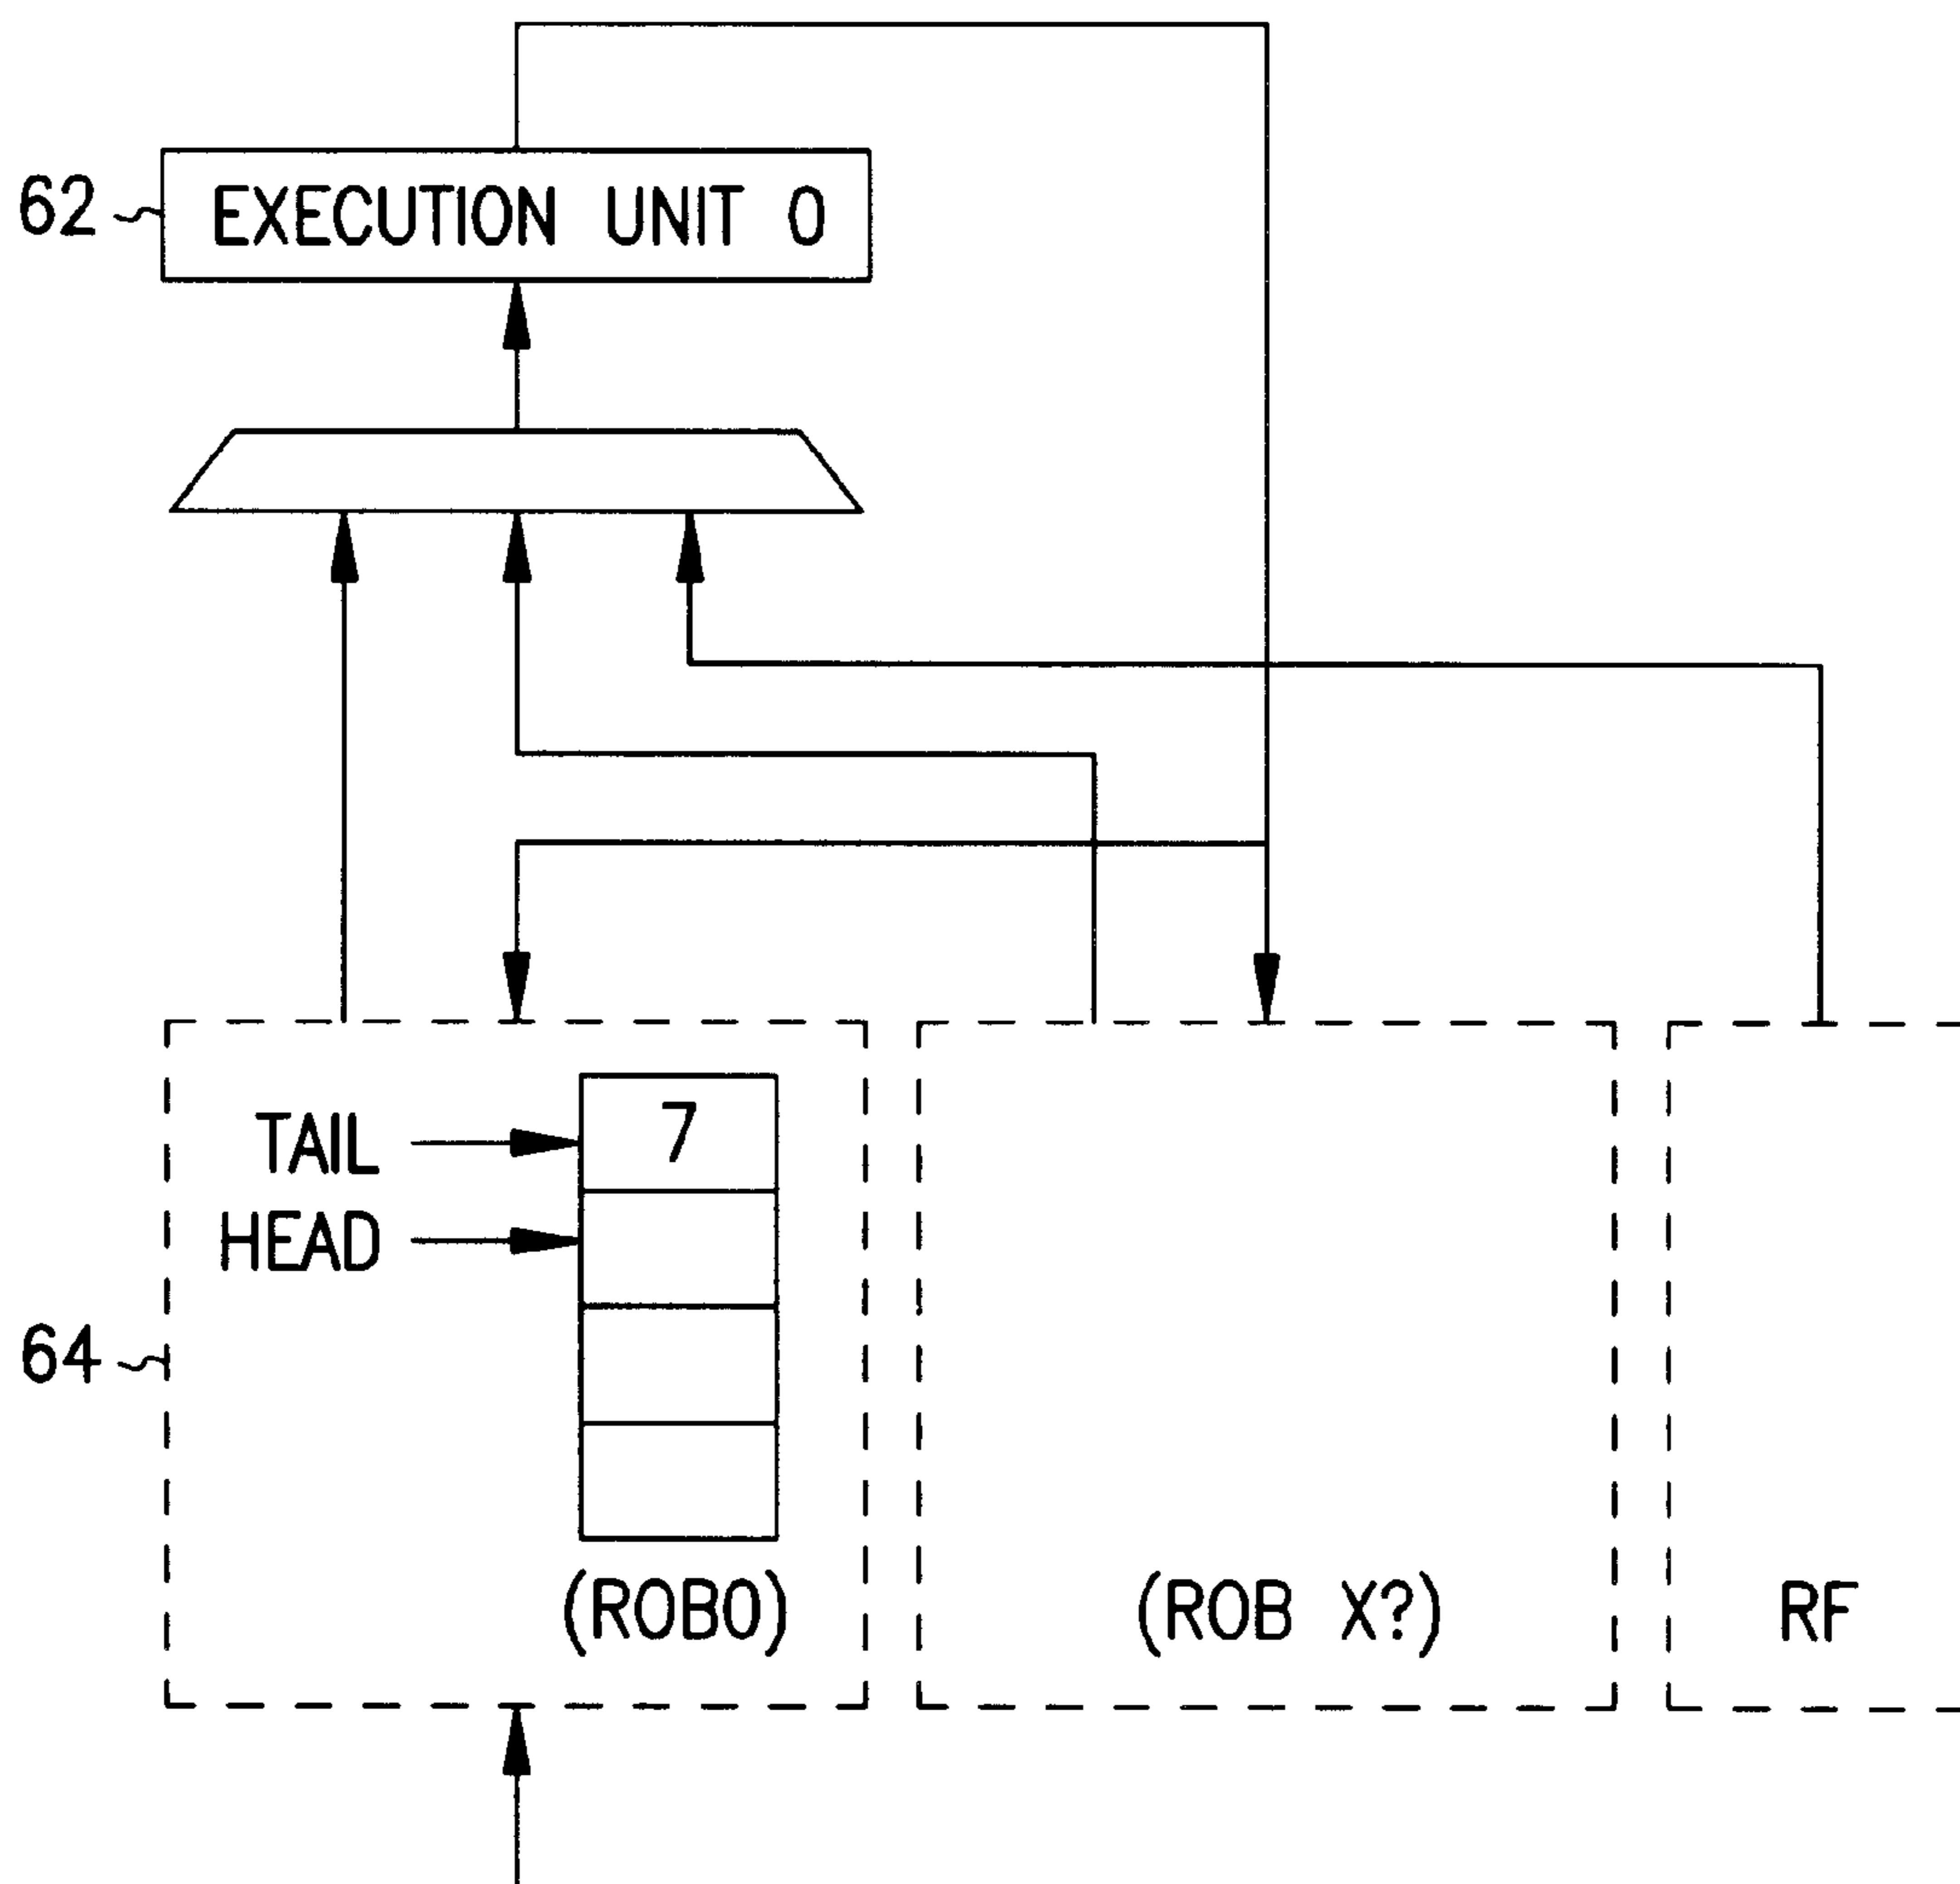 62
EXECUTION UNIT 0
TAIL
7
HEAD
64
(ROB0)
(ROB X?)
RF